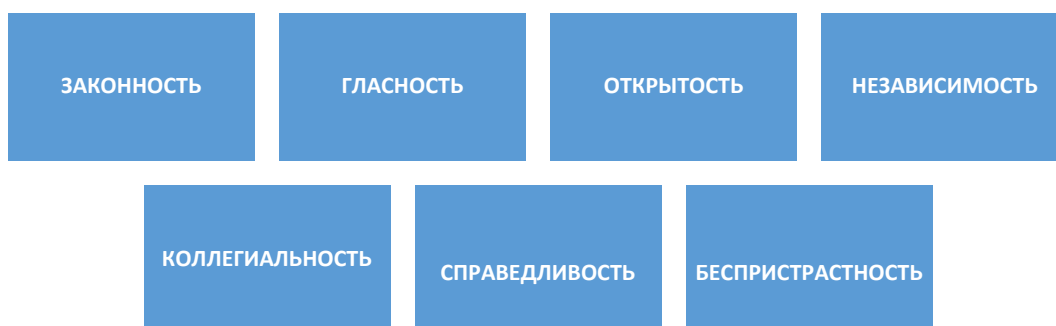 ЗАКОННОСТЬ
ГЛАСНОСТЬ
ОТКРЫТОСТЬ
НЕЗАВИСИМОСТЬ
КОЛЛЕГИАЛЬНОСТЬ
СПРАВЕДЛИВОСТЬ
БЕСПРИСТРАСТНОСТЬ